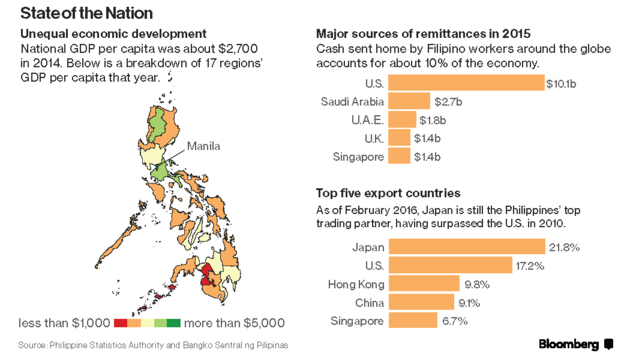 State of the Nation
Unequal economic development
National GDP per capita was about $2,700
in 2014. Below is a breakdown of 17 regions'
GDP per capita that year.
Manila
less than $1,000
more than $5,000
Major sources of remittances in 2015
Cash sent home by Filipino workers around the globe
accounts for about 10% of the economy.
U.S. $10.1b
Saudi Arabia $2.7b
U.A.E. $1.8b
U.K. $1.4b
Singapore $1.4b
Top five export countries
As of February 2016, Japan is still the Philippines' top
trading partner, having surpassed the U.S. in 2010.
Japan 21.8%
U.S. 17.2%
Hong Kong 9.8%
China 9.1%
Singapore 6.7%
Source: Philippine Statistics Authority and Bangko Sentral ng Pilipinas
Bloomberg